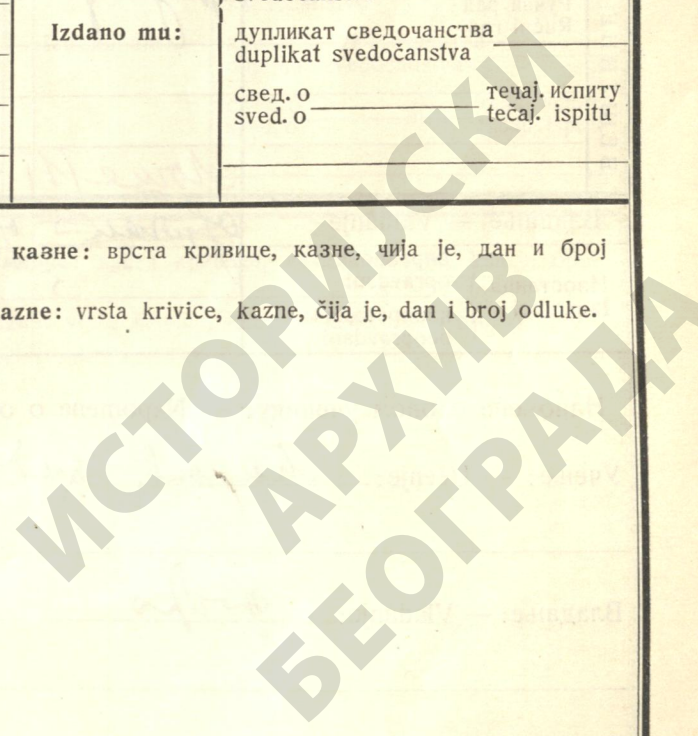 Izdano mu:
дупликат сведочанства
duplikat svedočanstva
свед. о течај. испиту
sved. o tečaj. ispitu
казне: врста кривице, казне, чија је, дан и број
azne: vrsta krivice, kazne, čija je, dan i broj odluke.
ИСТОРИЈСКИ
АРХИВ
БЕОГРАДА